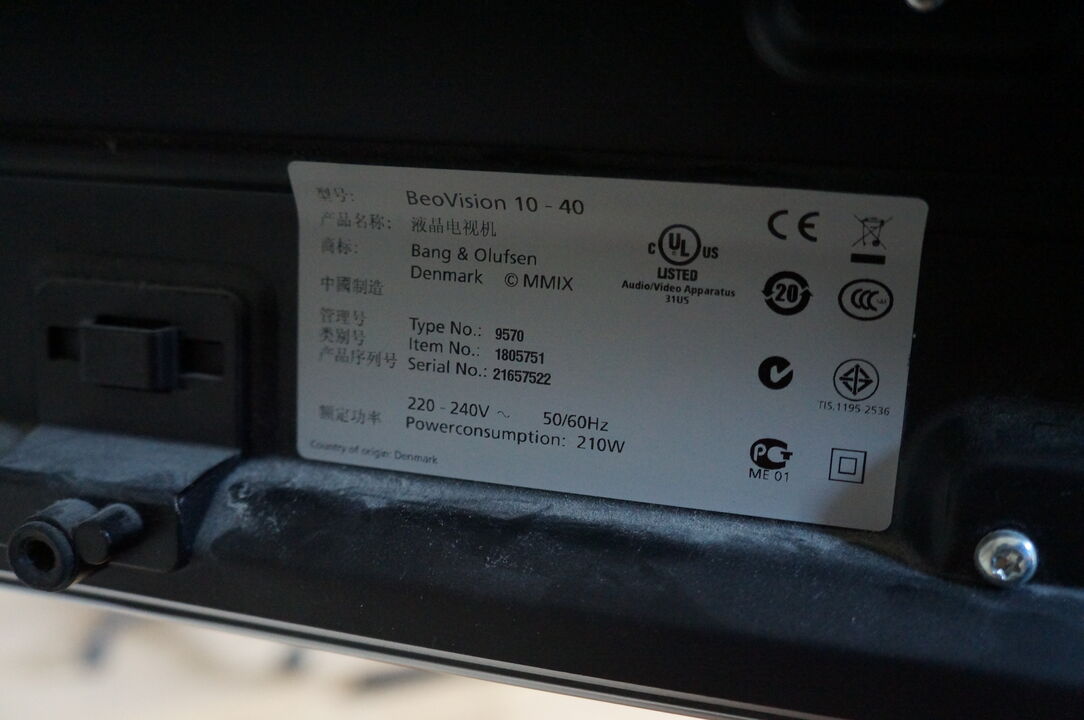 型号: BeoVision 10 - 40
产品名称: 液晶电视机
商标: Bang & Olufsen
Denmark © MMIX
中國制造
管理号 Type No.: 9570
类别号 Item No.: 1805751
产品序列号 Serial No.: 21657522
额定功率 220 - 240V ~ 50/60Hz
Powerconsumption: 210W
Country of origin: Denmark
C UL US
LISTED
Audio/Video Apparatus
31US
CE
20
CCC
TIS.1195-2536
PG
ME 01